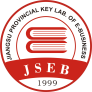 JIANGSU PROVINCIAL KEY LAB. OF E-BUSINESS
JSEB
1999